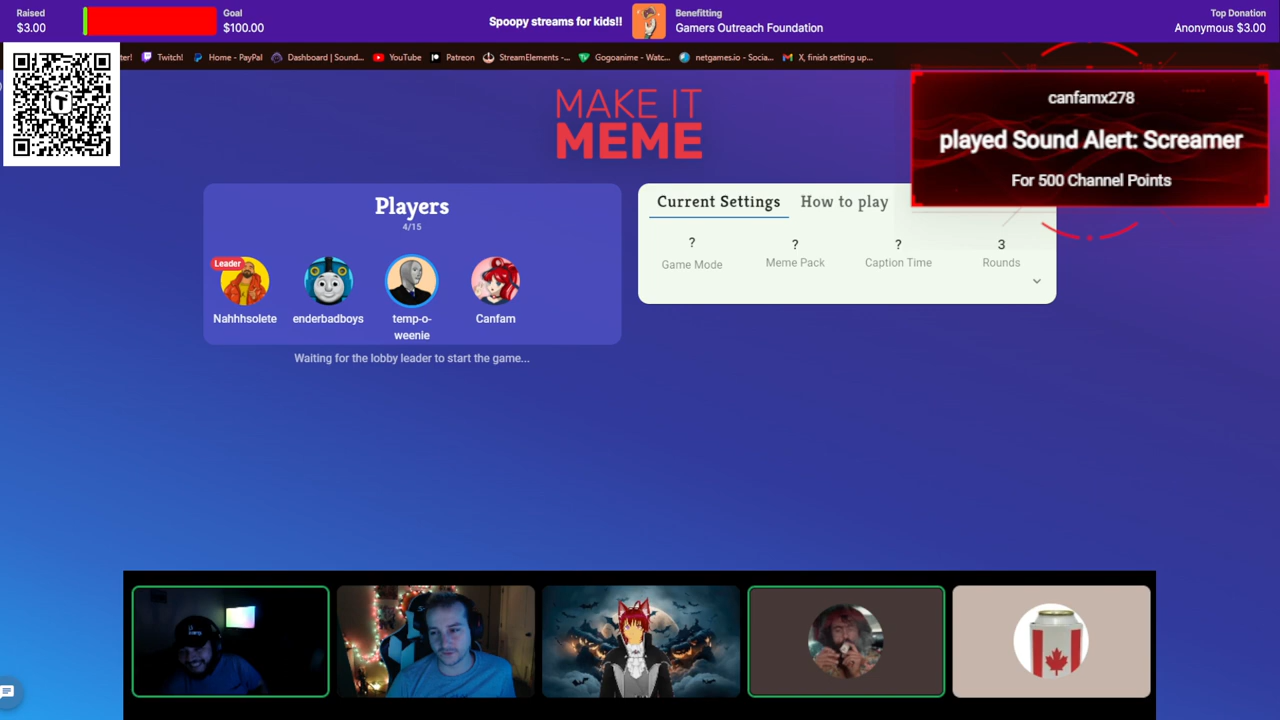 Raised
$3.00
Goal
$100.00
Spoopy streams for kids!!
Benefitting
Gamers Outreach Foundation
Top Donation
Anonymous $3.00
ter!
Twitch!
Home - PayPal
Dashboard | Sound...
YouTube
Patreon
StreamElements -...
Gogoanime - Watc...
netgames.io - Socia...
X, finish setting up...
canfamx278
played Sound Alert: Screamer
For 500 Channel Points
MAKE IT
MEME
Players
4/15
Leader
Nahhhsolete
enderbadboys
temp-o-
weenie
Canfam
Waiting for the lobby leader to start the game...
Current Settings
How to play
?
Game Mode
?
Meme Pack
?
Caption Time
3
Rounds